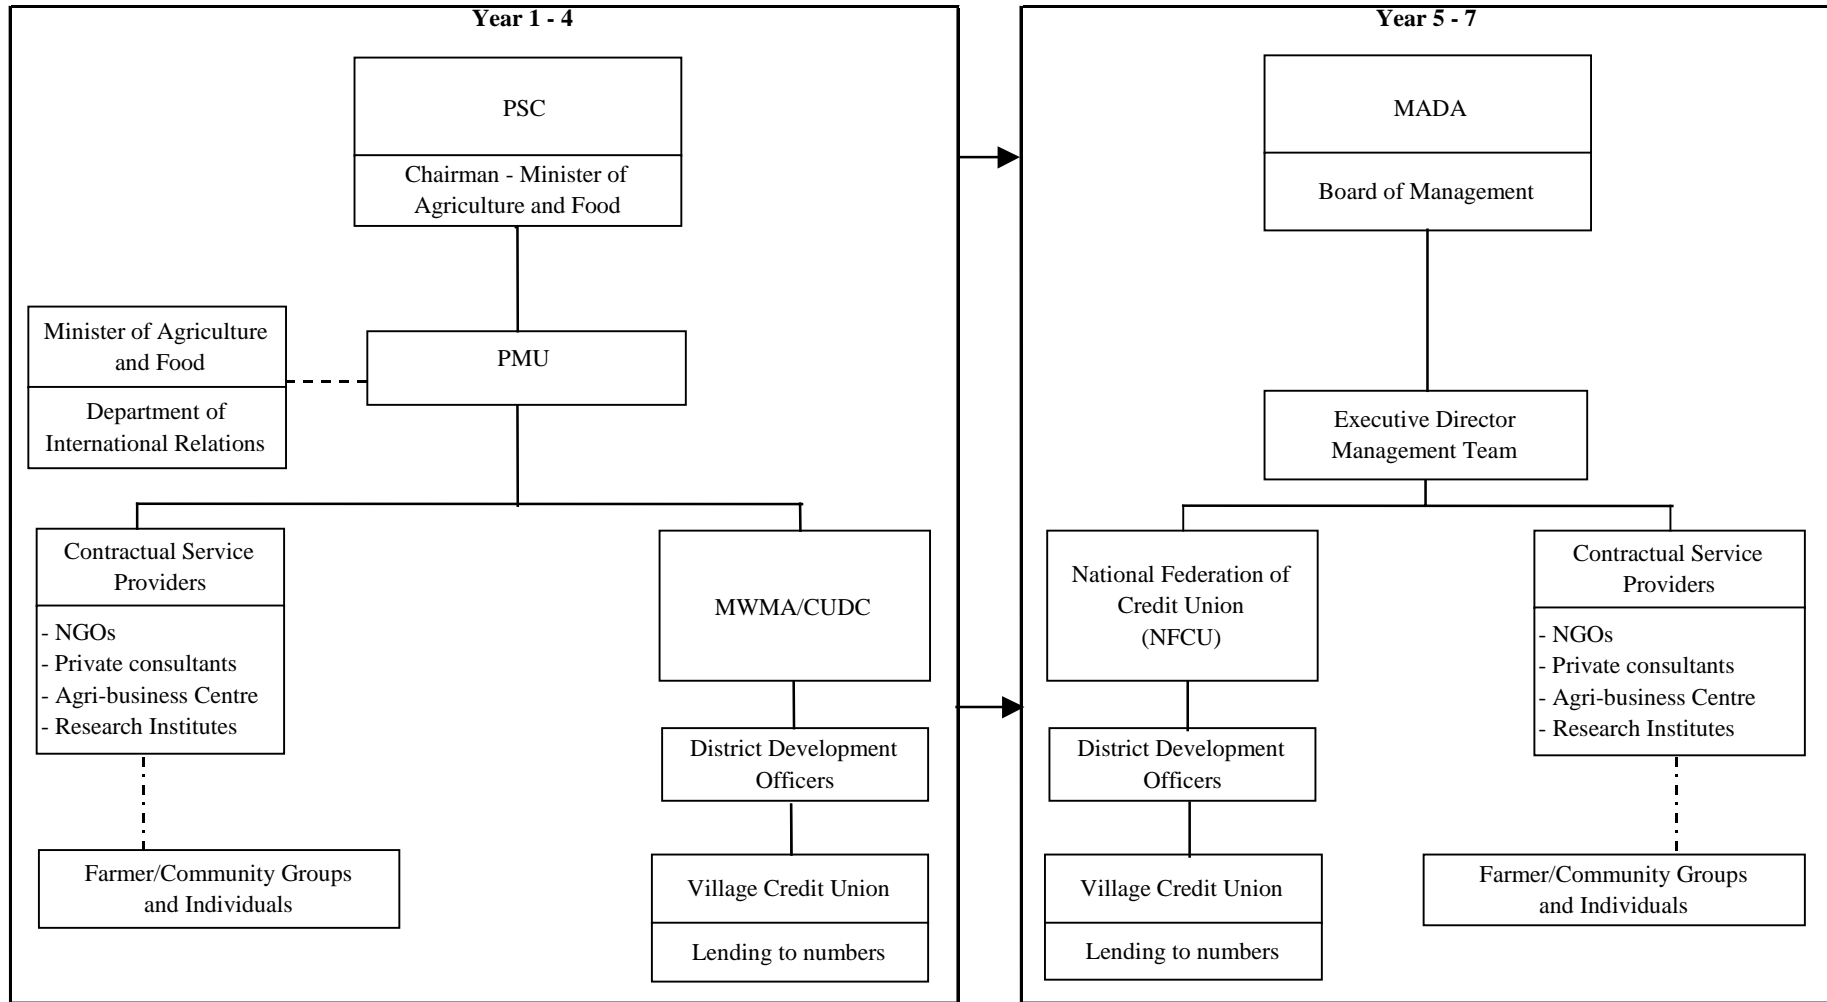 Year 1 - 4
PSC
Chairman - Minister of
Agriculture and Food
Minister of Agriculture
and Food
Department of
International Relations
PMU
Contractual Service
Providers
- NGOs
- Private consultants
- Agri-business Centre
- Research Institutes
Farmer/Community Groups
and Individuals
MWMA/CUDC
District Development
Officers
Village Credit Union
Lending to numbers
Year 5 - 7
MADA
Board of Management
Executive Director
Management Team
National Federation of
Credit Union
(NFCU)
District Development
Officers
Village Credit Union
Lending to numbers
Contractual Service
Providers
- NGOs
- Private consultants
- Agri-business Centre
- Research Institutes
Farmer/Community Groups
and Individuals